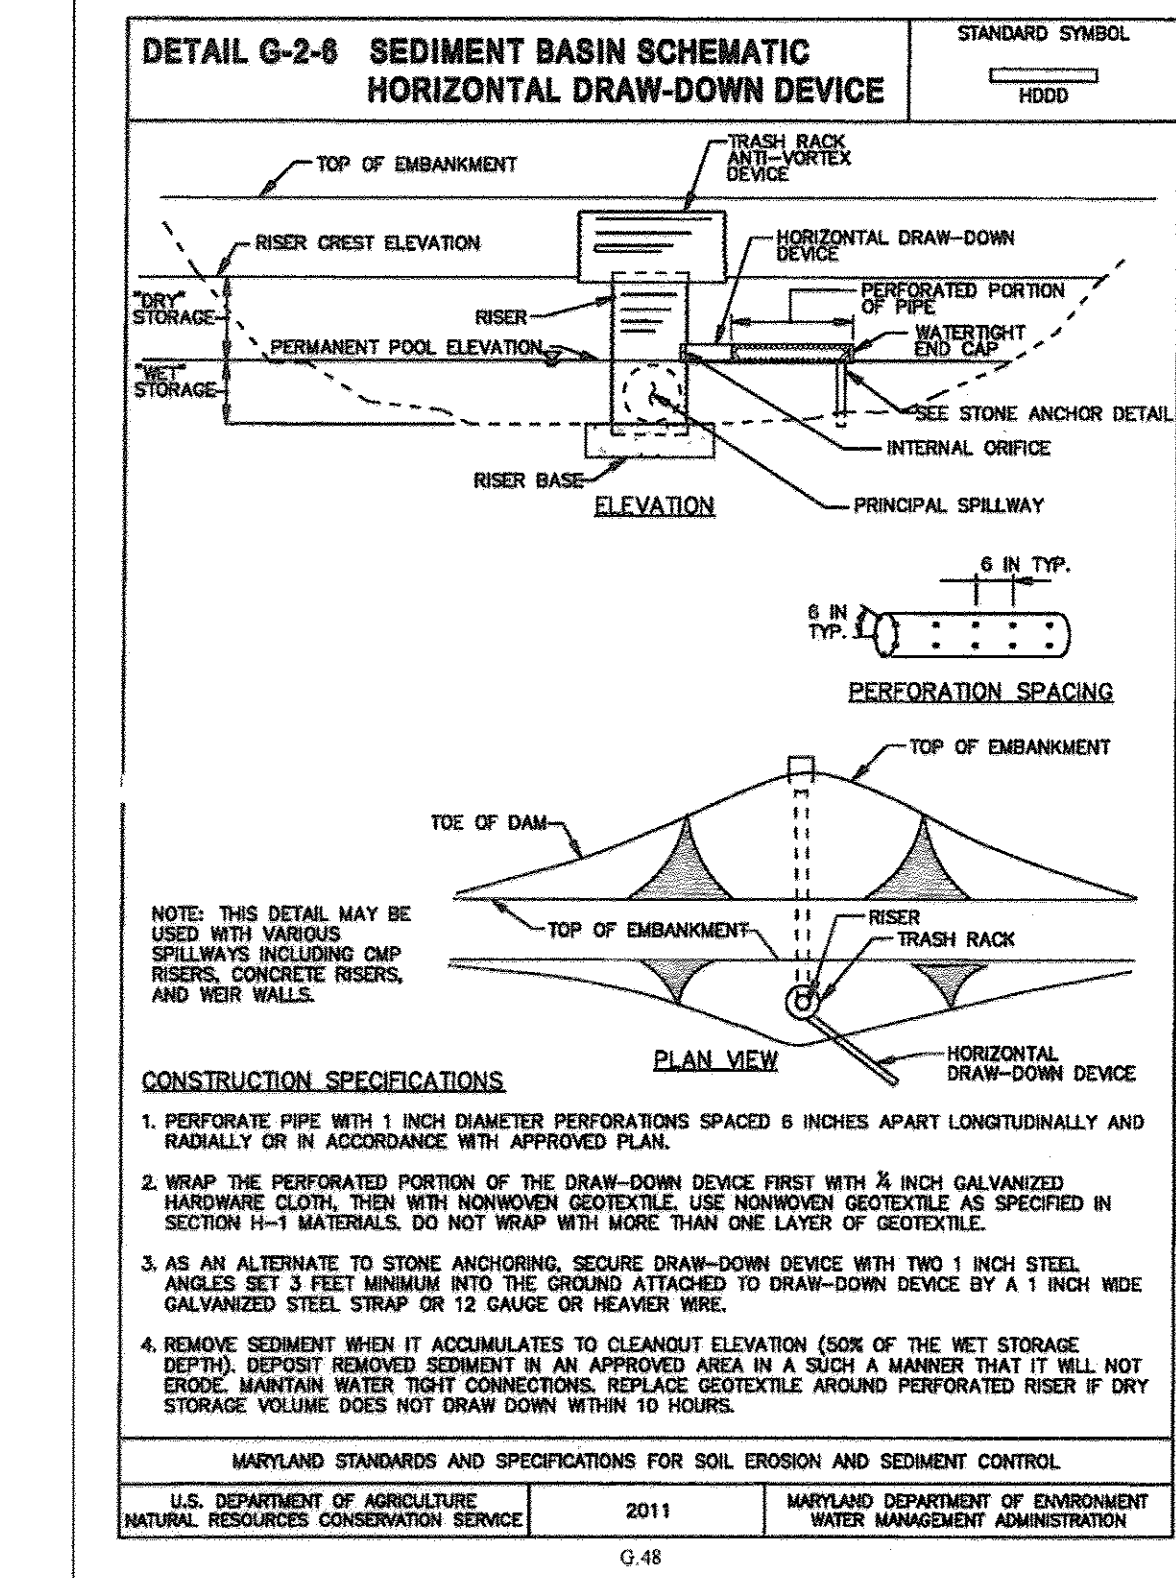 DETAIL G-2-6 SEDIMENT BASIN SCHEMATIC
HORIZONTAL DRAW-DOWN DEVICE
STANDARD SYMBOL
HDDD
TOP OF EMBANKMENT
TRASH RACK
ANTI-VORTEX
DEVICE
RISER CREST ELEVATION
HORIZONTAL DRAW-DOWN
DEVICE
"DRY"
STORAGE
RISER
PERFORATED PORTION
OF PIPE
PERMANENT POOL ELEVATION
WATERTIGHT
END CAP
"WET"
STORAGE
SEE STONE ANCHOR DETAIL
INTERNAL ORIFICE
RISER BASE
PRINCIPAL SPILLWAY
ELEVATION
6 IN TYP.
6 IN
TYP.
PERFORATION SPACING
TOP OF EMBANKMENT
TOE OF DAM
NOTE: THIS DETAIL MAY BE
USED WITH VARIOUS
SPILLWAYS INCLUDING CMP
RISERS, CONCRETE RISERS,
AND WEIR WALLS.
TOP OF EMBANKMENT
RISER
TRASH RACK
PLAN VIEW
HORIZONTAL
DRAW-DOWN DEVICE
CONSTRUCTION SPECIFICATIONS
1. PERFORATE PIPE WITH 1 INCH DIAMETER PERFORATIONS SPACED 6 INCHES APART LONGITUDINALLY AND
RADIALLY OR IN ACCORDANCE WITH APPROVED PLAN.
2. WRAP THE PERFORATED PORTION OF THE DRAW-DOWN DEVICE FIRST WITH ¼ INCH GALVANIZED
HARDWARE CLOTH, THEN WITH NONWOVEN GEOTEXTILE. USE NONWOVEN GEOTEXTILE AS SPECIFIED IN
SECTION H-1 MATERIALS. DO NOT WRAP WITH MORE THAN ONE LAYER OF GEOTEXTILE.
3. AS AN ALTERNATE TO STONE ANCHORING, SECURE DRAW-DOWN DEVICE WITH TWO 1 INCH STEEL
ANGLES SET 3 FEET MINIMUM INTO THE GROUND ATTACHED TO DRAW-DOWN DEVICE BY A 1 INCH WIDE
GALVANIZED STEEL STRAP OR 12 GAUGE OR HEAVIER WIRE.
4. REMOVE SEDIMENT WHEN IT ACCUMULATES TO CLEANOUT ELEVATION (50% OF THE WET STORAGE
DEPTH). DEPOSIT REMOVED SEDIMENT IN AN APPROVED AREA IN A SUCH A MANNER THAT IT WILL NOT
ERODE. MAINTAIN WATER TIGHT CONNECTIONS. REPLACE GEOTEXTILE AROUND PERFORATED RISER IF DRY
STORAGE VOLUME DOES NOT DRAW DOWN WITHIN 10 HOURS.
MARYLAND STANDARDS AND SPECIFICATIONS FOR SOIL EROSION AND SEDIMENT CONTROL
U.S. DEPARTMENT OF AGRICULTURE
NATURAL RESOURCES CONSERVATION SERVICE
2011
MARYLAND DEPARTMENT OF ENVIRONMENT
WATER MANAGEMENT ADMINISTRATION
G.48